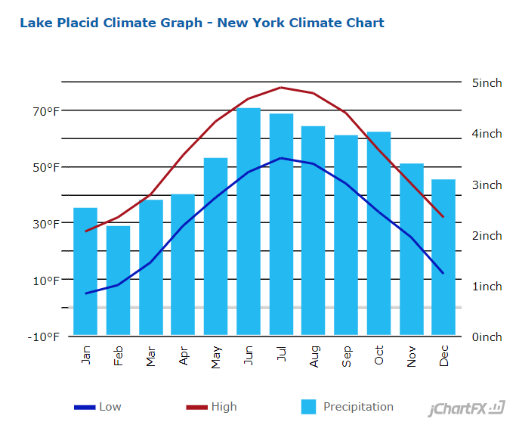 Lake Placid Climate Graph - New York Climate Chart
5inch
70°F
4inch
50°F
3inch
30°F
2inch
10°F
1inch
-10°F
0inch
Jan
Feb
Mar
Apr
May
Jun
Jul
Aug
Sep
Oct
Nov
Dec
Low
High
Precipitation
jChartFX